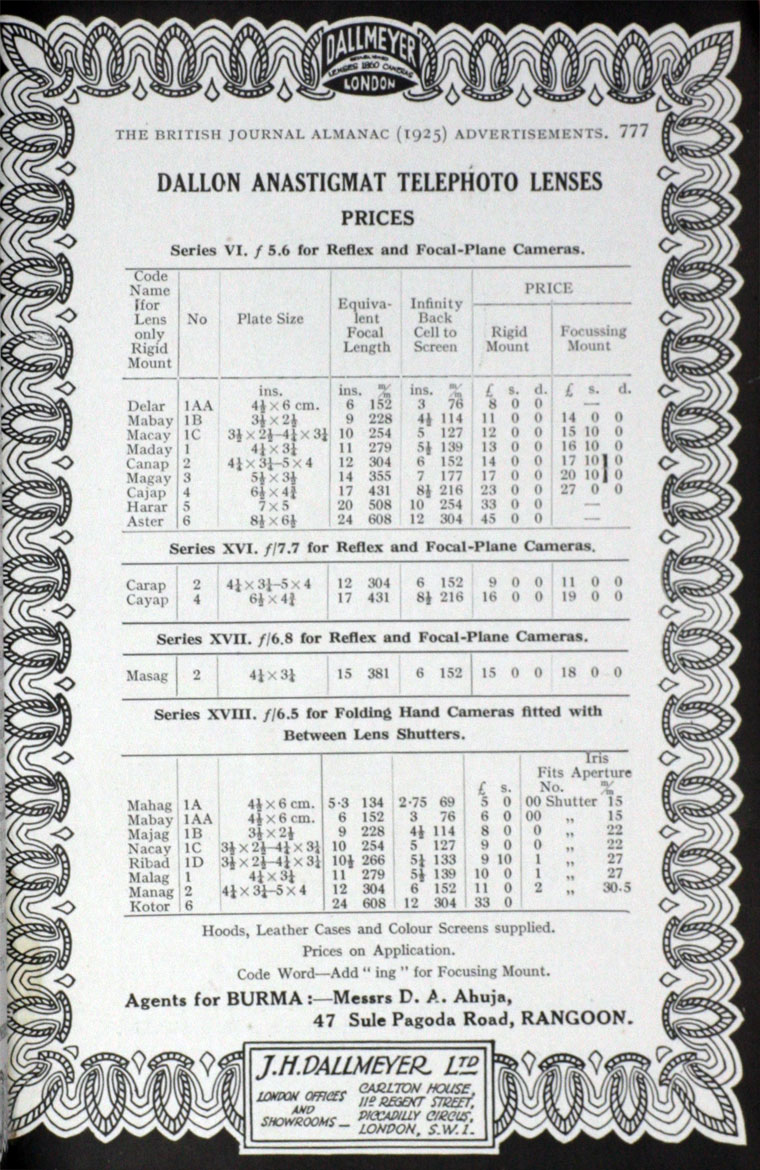 DALLMEYER
ESTABLISHED
LENSES 1860 CAMERAS
LONDON
THE BRITISH JOURNAL ALMANAC (1925) ADVERTISEMENTS. 777
DALLON ANASTIGMAT TELEPHOTO LENSES
PRICES
Series VI. f 5.6 for Reflex and Focal-Plane Cameras.
Code Name for Lens only Rigid Mount | No | Plate Size | Equiva-lent Focal Length | Infinity Back Cell to Screen | PRICE
Rigid Mount | Focussing Mount
ins. | ins. m/m | ins. m/m | £ s. d. | £ s. d.
Delar 1AA 4½ × 6 cm. 6 152 3 76 8 0 0 —
Mabay 1B 3½ × 2½ 9 228 4½ 114 11 0 0 14 0 0
Macay 1C 3½ × 2½–4¼ × 3¼ 10 254 5 127 12 0 0 15 10 0
Maday 1 4¼ × 3¼ 11 279 5½ 139 13 0 0 16 10 0
Canap 2 4¼ × 3¼–5 × 4 12 304 6 152 14 0 0 17 10 0
Magay 3 5½ × 3½ 14 355 7 177 17 0 0 20 10 0
Cajap 4 6½ × 4¾ 17 431 8½ 216 23 0 0 27 0 0
Harar 5 7 × 5 20 508 10 254 33 0 0 —
Aster 6 8½ × 6½ 24 608 12 304 45 0 0 —
Series XVI. f/7.7 for Reflex and Focal-Plane Cameras.
Carap 2 4¼ × 3¼–5 × 4 12 304 6 152 9 0 0 11 0 0
Cayap 4 6½ × 4¾ 17 431 8½ 216 16 0 0 19 0 0
Series XVII. f/6.8 for Reflex and Focal-Plane Cameras.
Masag 2 4¼ × 3¼ 15 381 6 152 15 0 0 18 0 0
Series XVIII. f/6.5 for Folding Hand Cameras fitted with
Between Lens Shutters.
Iris
Fits Aperture
£ s. No. m/m
Mahag 1A 4½ × 6 cm. 5·3 134 2·75 69 5 0 00 Shutter 15
Mabay 1AA 4½ × 6 cm. 6 152 3 76 6 0 00 „ 15
Majag 1B 3½ × 2½ 9 228 4½ 114 8 0 0 „ 22
Nacay 1C 3½ × 2½–4¼ × 3¼ 10 254 5 127 9 0 0 „ 22
Ribad 1D 3½ × 2½–4¼ × 3¼ 10½ 266 5¼ 133 9 10 1 „ 27
Malag 1 4¼ × 3¼ 11 279 5½ 139 10 0 1 „ 27
Manag 2 4¼ × 3¼–5 × 4 12 304 6 152 11 0 2 „ 30.5
Kotor 6 24 608 12 304 33 0
Hoods, Leather Cases and Colour Screens supplied.
Prices on Application.
Code Word—Add “ ing ” for Focusing Mount.
Agents for BURMA :—Messrs D. A. Ahuja,
47 Sule Pagoda Road, RANGOON.
J.H. DALLMEYER LTD
LONDON OFFICES AND SHOWROOMS —
CARLTON HOUSE,
11e REGENT STREET,
PICCADILLY CIRCUS,
LONDON, S.W.1.